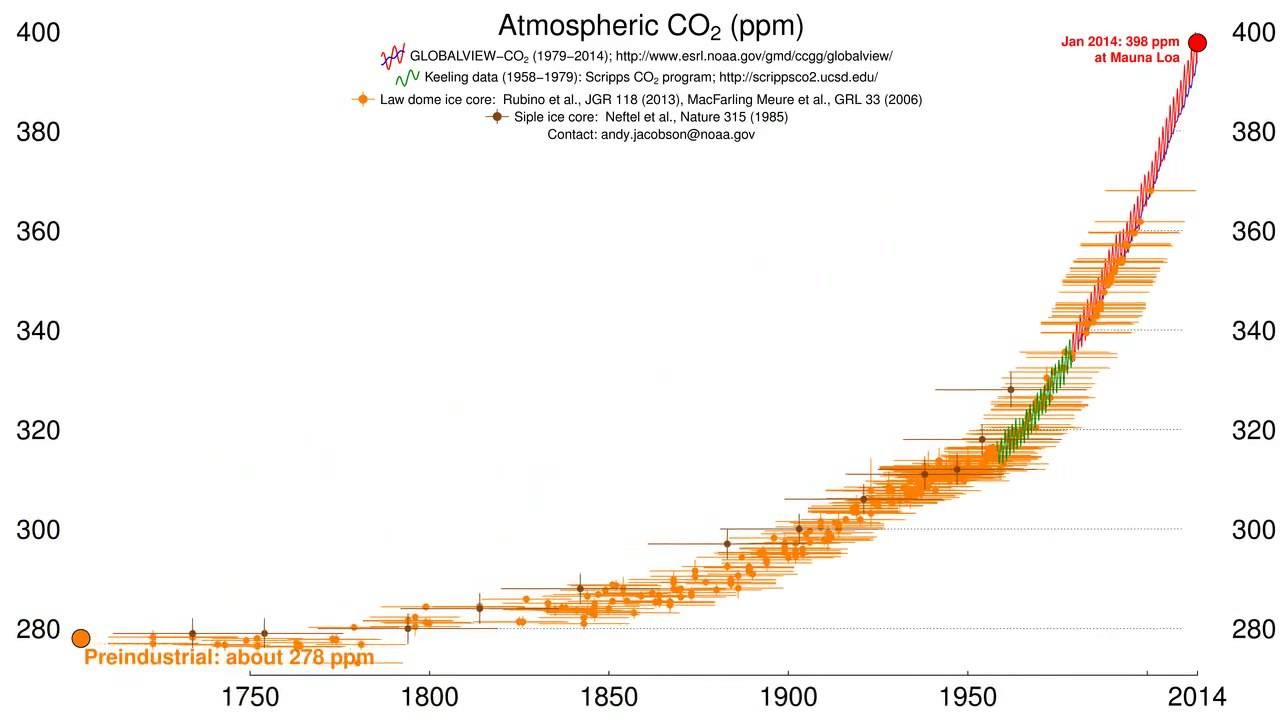 Atmospheric CO₂ (ppm)
GLOBALVIEW−CO₂ (1979−2014); http://www.esrl.noaa.gov/gmd/ccgg/globalview/
Keeling data (1958−1979): Scripps CO₂ program; http://scrippsco2.ucsd.edu/
Law dome ice core: Rubino et al., JGR 118 (2013), MacFarling Meure et al., GRL 33 (2006)
Siple ice core: Neftel et al., Nature 315 (1985)
Contact: andy.jacobson@noaa.gov
Jan 2014: 398 ppm
at Mauna Loa
400 400
380 380
360 360
340 340
320 320
300 300
280 280
Preindustrial: about 278 ppm
1750 1800 1850 1900 1950 2014